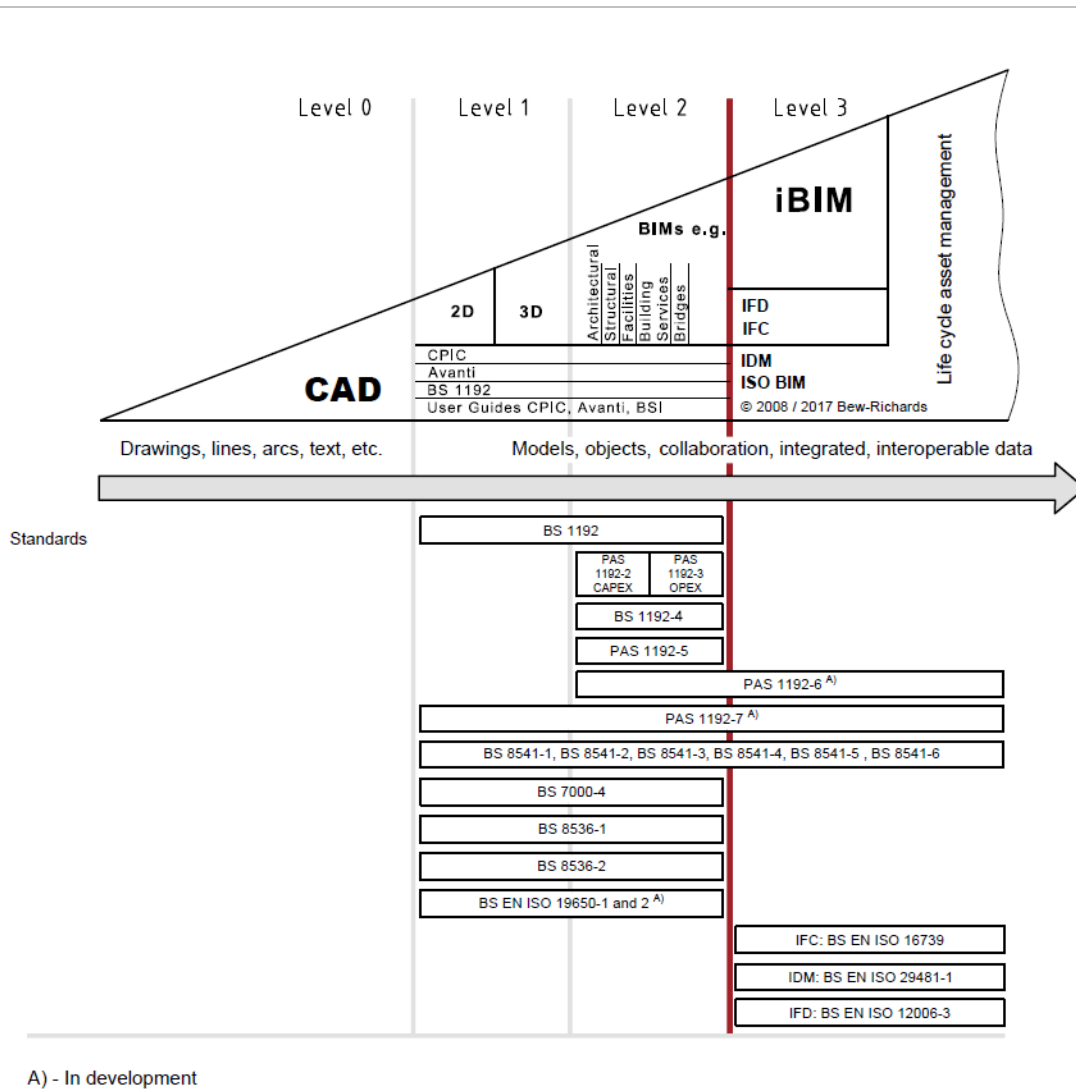 Level 0
Level 1
Level 2
Level 3
iBIM
BIMs e.g.
Life cycle asset management
2D
3D
Architectural
Structural
Facilities
Building
Services
Bridges
IFD
IFC
CAD
CPIC
Avanti
BS 1192
User Guides CPIC, Avanti, BSI
IDM
ISO BIM
© 2008 / 2017 Bew-Richards
Drawings, lines, arcs, text, etc.
Models, objects, collaboration, integrated, interoperable data
Standards
BS 1192
PAS
1192-2
CAPEX
PAS
1192-3
OPEX
BS 1192-4
PAS 1192-5
PAS 1192-6 A)
PAS 1192-7 A)
BS 8541-1, BS 8541-2, BS 8541-3, BS 8541-4, BS 8541-5 , BS 8541-6
BS 7000-4
BS 8536-1
BS 8536-2
BS EN ISO 19650-1 and 2 A)
IFC: BS EN ISO 16739
IDM: BS EN ISO 29481-1
IFD: BS EN ISO 12006-3
A) - In development